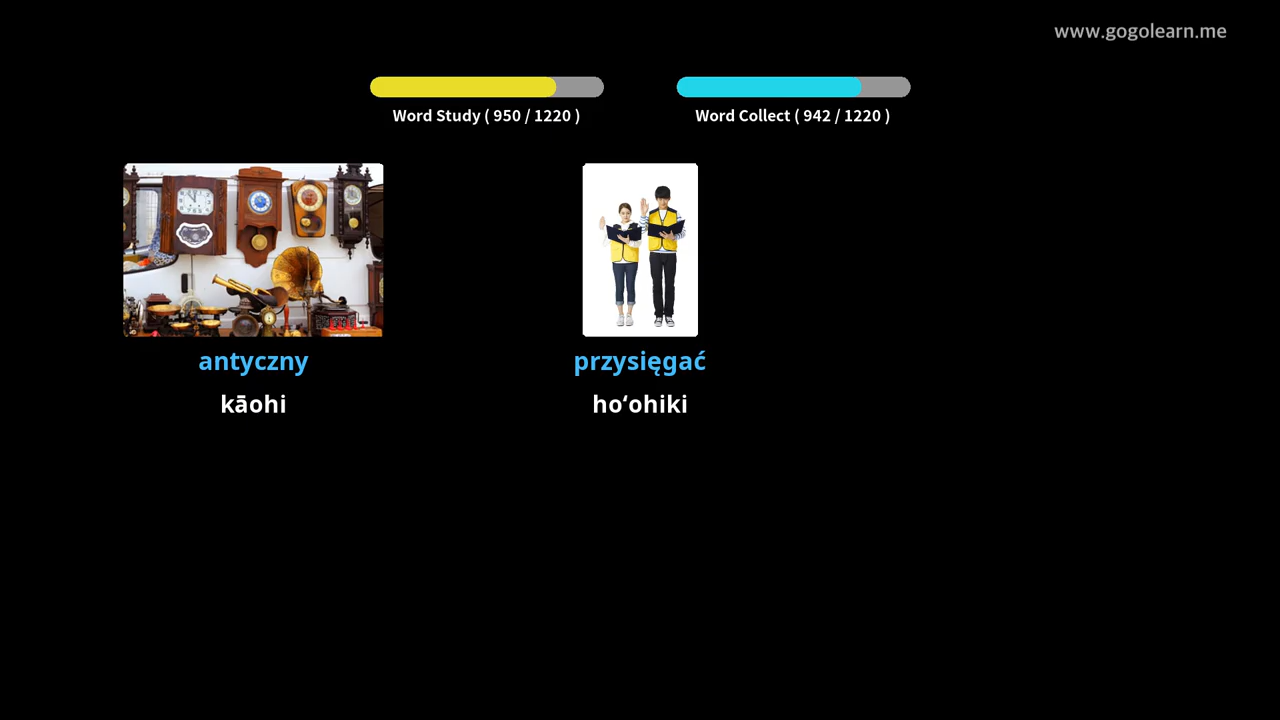 www.gogolearn.me
Word Study ( 950 / 1220 )
Word Collect ( 942 / 1220 )
antyczny
kāohi
przysięgać
hoʻohiki